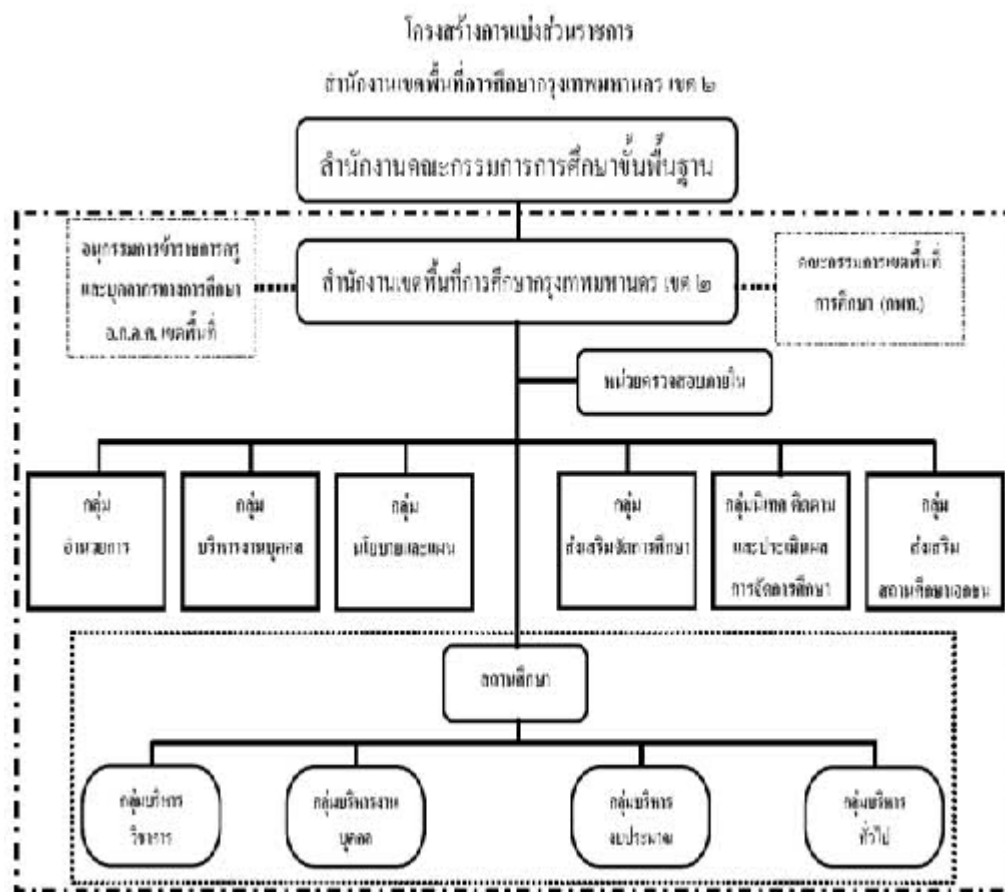 โครงสร้างการแบ่งส่วนราชการ
สำนักงานเขตพื้นที่การศึกษากรุงเทพมหานคร เขต ๒
สำนักงานคณะกรรมการการศึกษาขั้นพื้นฐาน
อนุกรรมการข้าราชการครู
และบุคลากรทางการศึกษา
อ.ก.ค.ศ. เขตพื้นที่
สำนักงานเขตพื้นที่การศึกษากรุงเทพมหานคร เขต ๒
คณะกรรมการเขตพื้นที่
การศึกษา (กพท.)
หน่วยตรวจสอบภายใน
กลุ่ม
อำนวยการ
กลุ่ม
บริหารงานบุคคล
กลุ่ม
นโยบายและแผน
กลุ่ม
ส่งเสริมจัดการศึกษา
กลุ่มนิเทศ ติดตาม
และประเมินผล
การจัดการศึกษา
กลุ่ม
ส่งเสริม
สถานศึกษาเอกชน
สถานศึกษา
กลุ่มบริหาร
วิชาการ
กลุ่มบริหารงาน
บุคคล
กลุ่มบริหาร
งบประมาณ
กลุ่มบริหาร
ทั่วไป